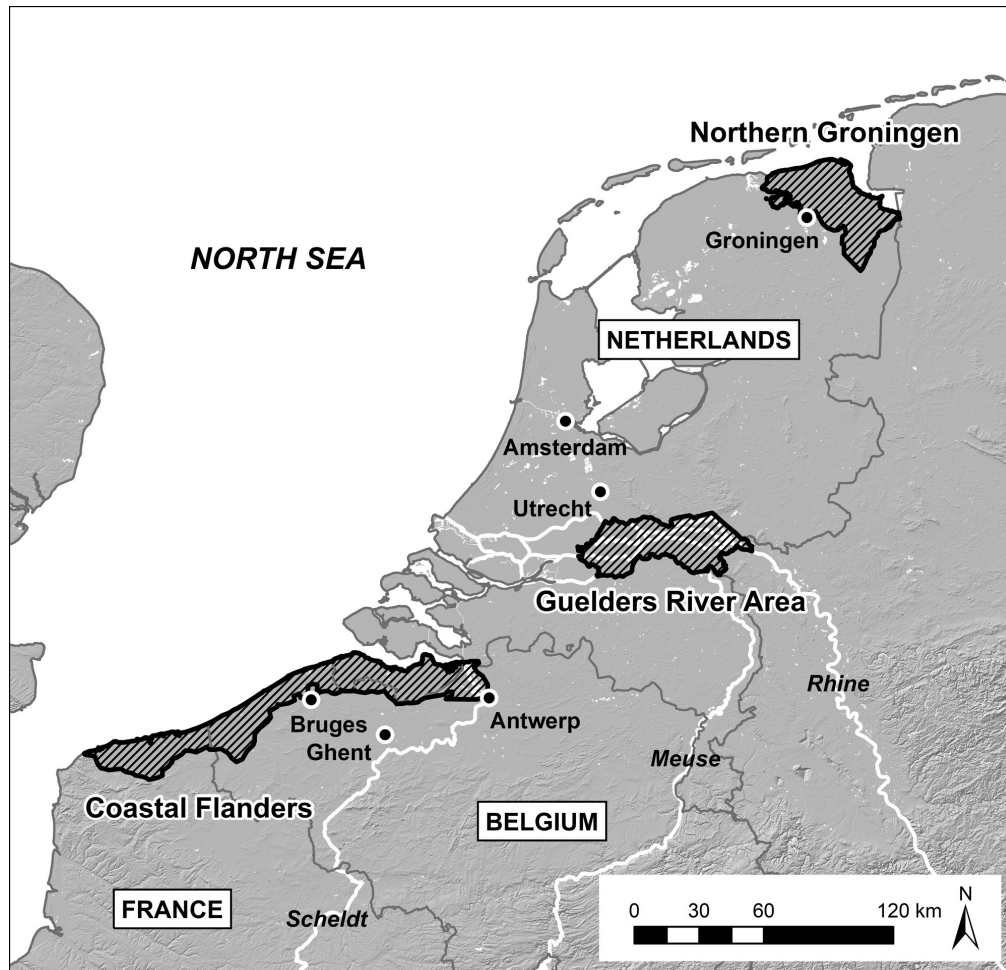 Northern Groningen
Groningen
NORTH SEA
NETHERLANDS
Amsterdam
Utrecht
Guelders River Area
Rhine
Bruges
Antwerp
Ghent
Meuse
Coastal Flanders
BELGIUM
FRANCE
Scheldt
N
0 30 60 120 km